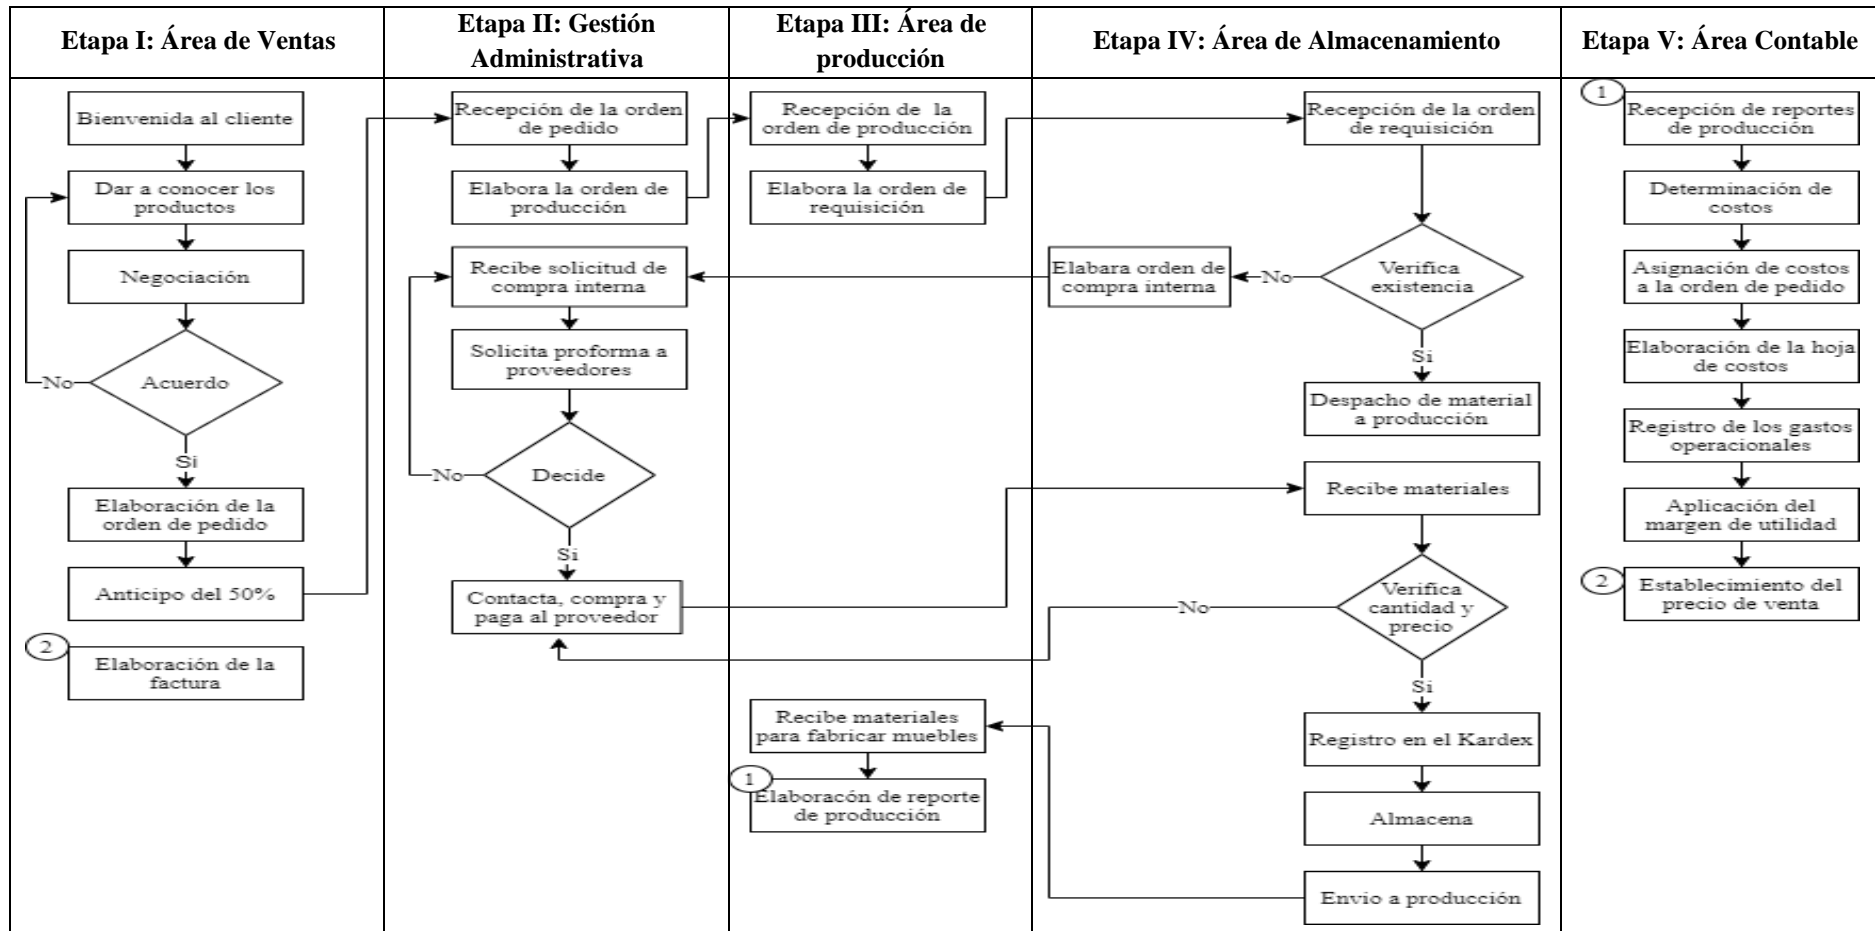 Etapa I: Área de Ventas
Etapa II: Gestión
Administrativa
Etapa III: Área de
producción
Etapa IV: Área de Almacenamiento
Etapa V: Área Contable
Bienvenida al cliente
Dar a conocer los
productos
Negociación
Acuerdo
No
Si
Elaboración de la
orden de pedido
Anticipo del 50%
2
Elaboración de la
factura
Recepción de la orden
de pedido
Elabora la orden de
producción
Recibe solicitud de
compra interna
Solicita proforma a
proveedores
Decide
No
Si
Contacta, compra y
paga al proveedor
Recepción de la
orden de producción
Elabora la orden de
requisición
Recibe materiales
para fabricar muebles
1
Elaboracón de reporte
de producción
Recepción de la orden
de requisición
Verifica
existencia
No
Elabara orden de
compra interna
Si
Despacho de material
a producción
Recibe materiales
Verifica
cantidad y
precio
No
Si
Registro en el Kardex
Almacena
Envio a producción
1
Recepción de reportes
de producción
Determinación de
costos
Asignación de costos
a la orden de pedido
Elaboración de la hoja
de costos
Registro de los gastos
operacionales
Aplicación del
margen de utilidad
2
Establecimiento del
precio de venta